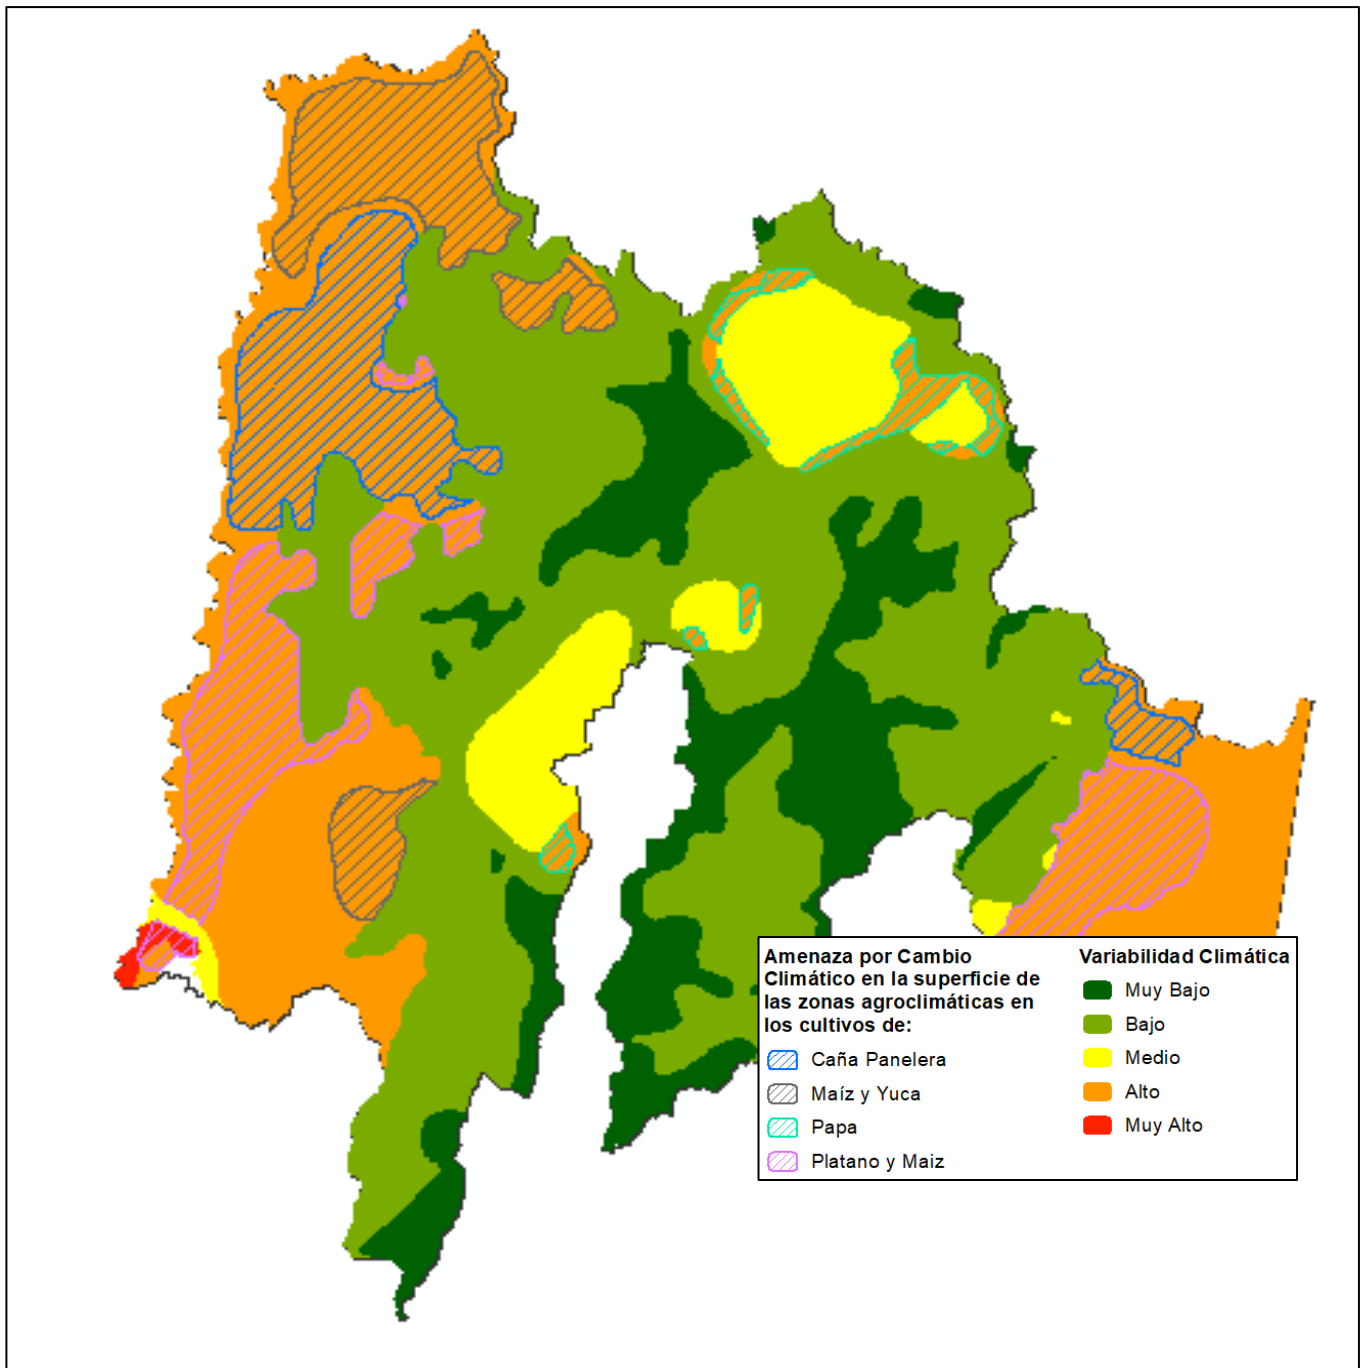 Amenaza por Cambio
Climático en la superficie de
las zonas agroclimáticas en
los cultivos de:
Caña Panelera
Maíz y Yuca
Papa
Platano y Maiz
Variabilidad Climática
Muy Bajo
Bajo
Medio
Alto
Muy Alto